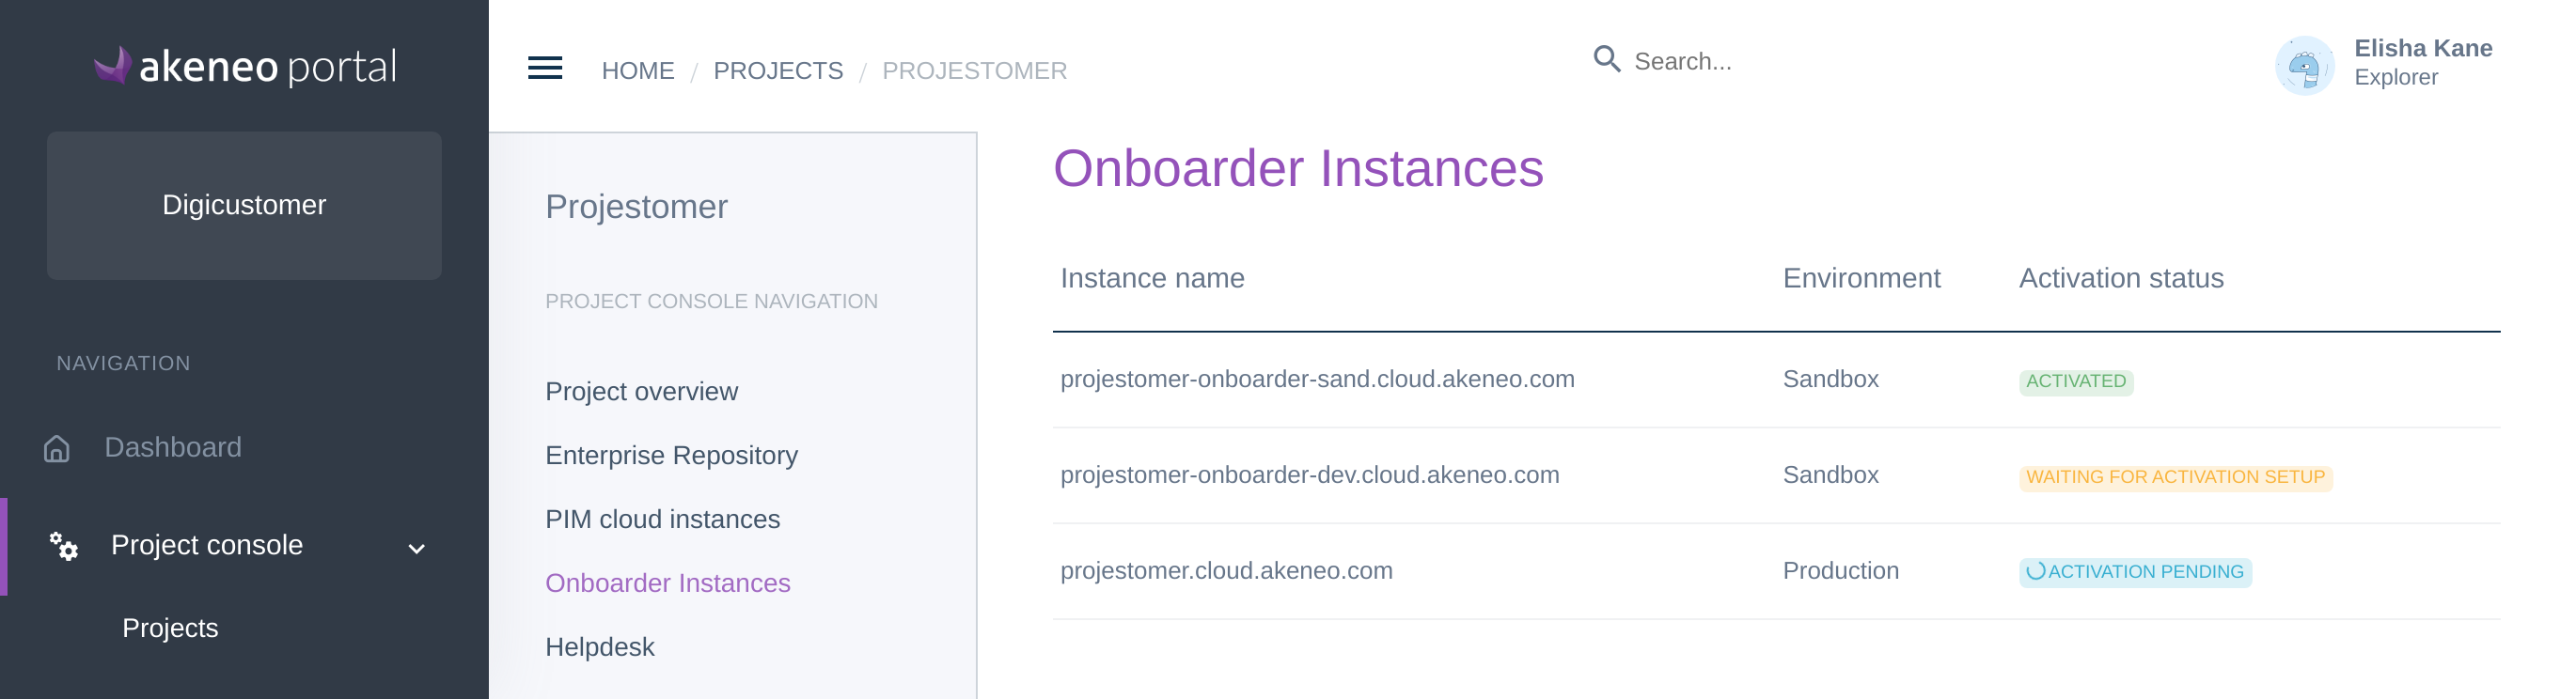 akeneo portal
Digicustomer
NAVIGATION
Dashboard
Project console
Projects
HOME / PROJECTS / PROJESTOMER
Search...
Elisha Kane
Explorer
Projestomer
PROJECT CONSOLE NAVIGATION
Project overview
Enterprise Repository
PIM cloud instances
Onboarder Instances
Helpdesk
Onboarder Instances
Instance name Environment Activation status
projestomer-onboarder-sand.cloud.akeneo.com Sandbox ACTIVATED
projestomer-onboarder-dev.cloud.akeneo.com Sandbox WAITING FOR ACTIVATION SETUP
projestomer.cloud.akeneo.com Production ACTIVATION PENDING